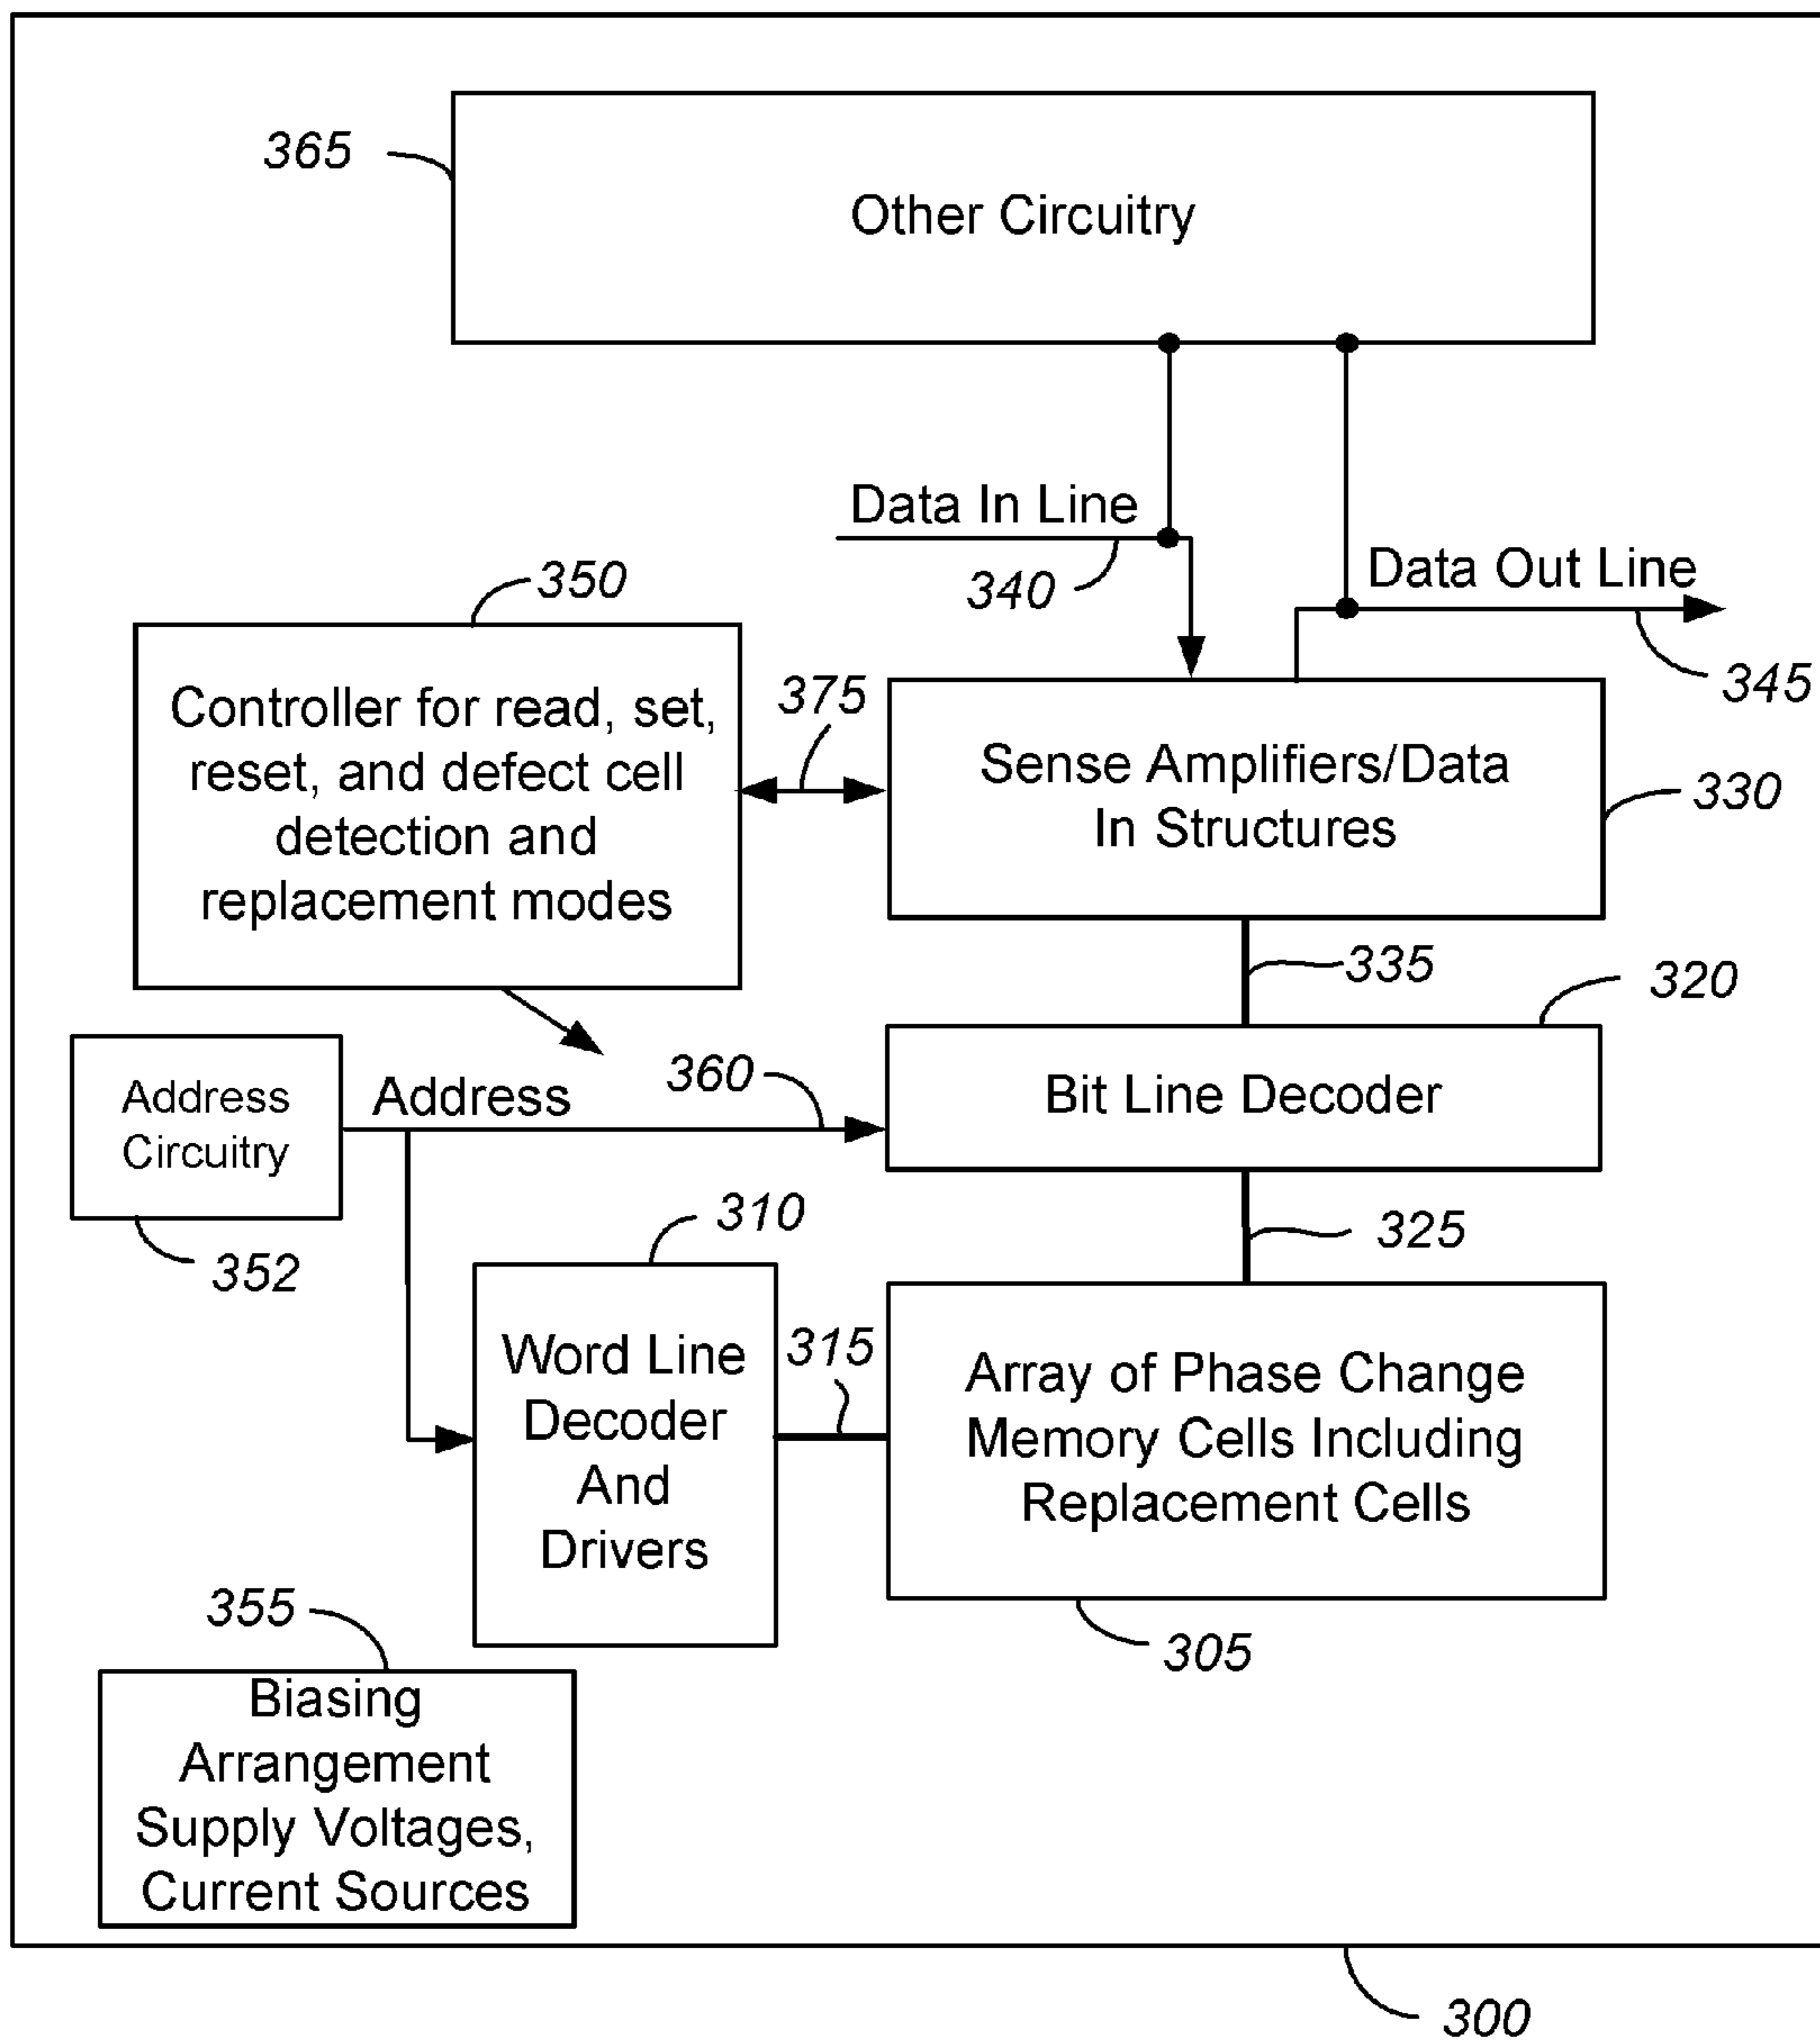 365
Other Circuitry
Data In Line
340
Data Out Line
345
350
Controller for read, set,
reset, and defect cell
detection and
replacement modes
375
Sense Amplifiers/Data
In Structures
330
335
320
Address
Circuitry
352
Address
360
Bit Line Decoder
325
310
Word Line
Decoder
And
Drivers
315
Array of Phase Change
Memory Cells Including
Replacement Cells
305
355
Biasing
Arrangement
Supply Voltages,
Current Sources
300